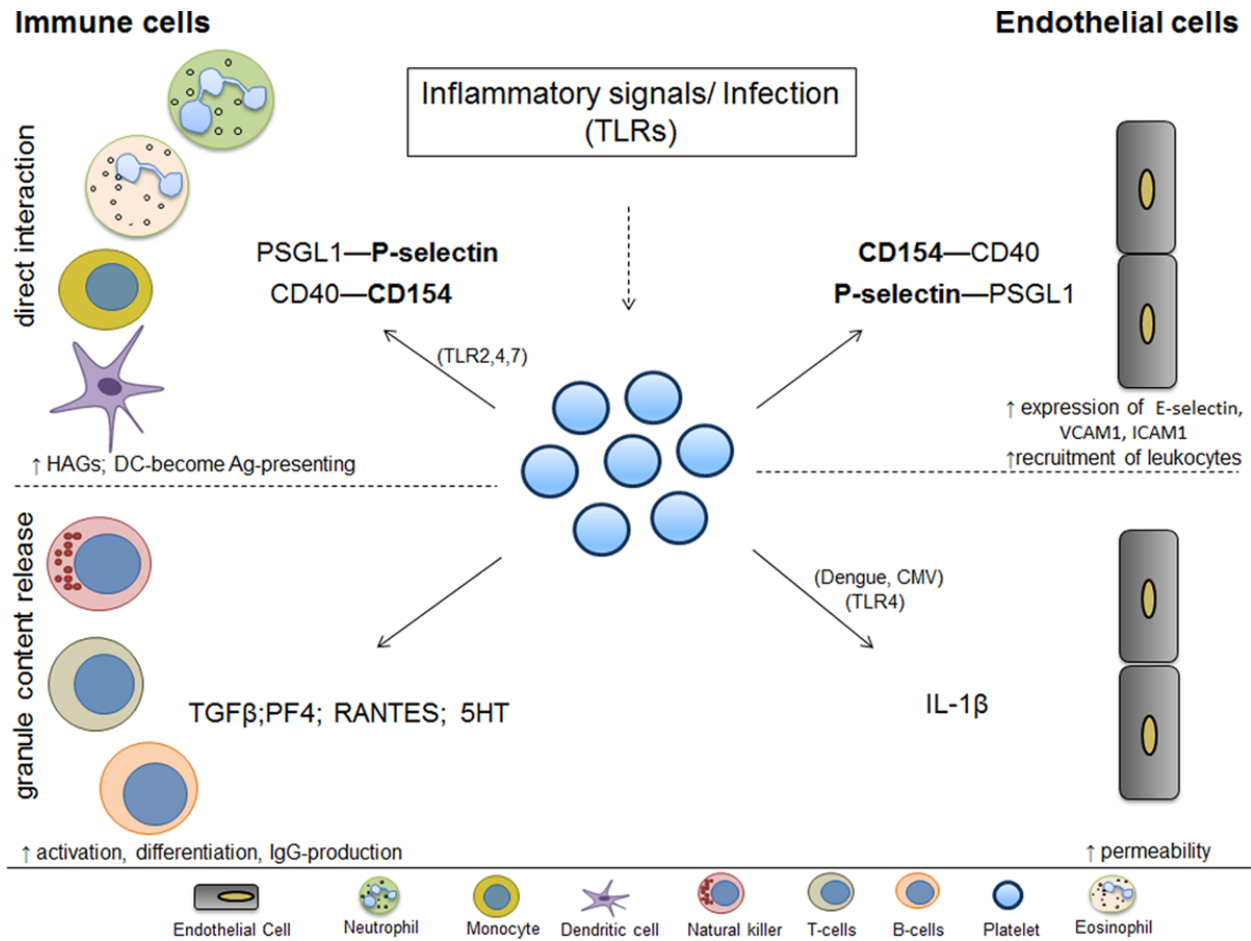 Immune cells
Endothelial cells
Inflammatory signals/ Infection
(TLRs)
direct interaction
PSGL1—P-selectin
CD40—CD154
CD154—CD40
P-selectin—PSGL1
(TLR2,4,7)
↑ expression of E-selectin,
VCAM1, ICAM1
↑recruitment of leukocytes
↑ HAGs; DC-become Ag-presenting
granule content release
(Dengue, CMV)
(TLR4)
TGFβ;PF4; RANTES; 5HT
IL-1β
↑ activation, differentiation, IgG-production
↑ permeability
Endothelial Cell
Neutrophil
Monocyte
Dendritic cell
Natural killer
T-cells
B-cells
Platelet
Eosinophil